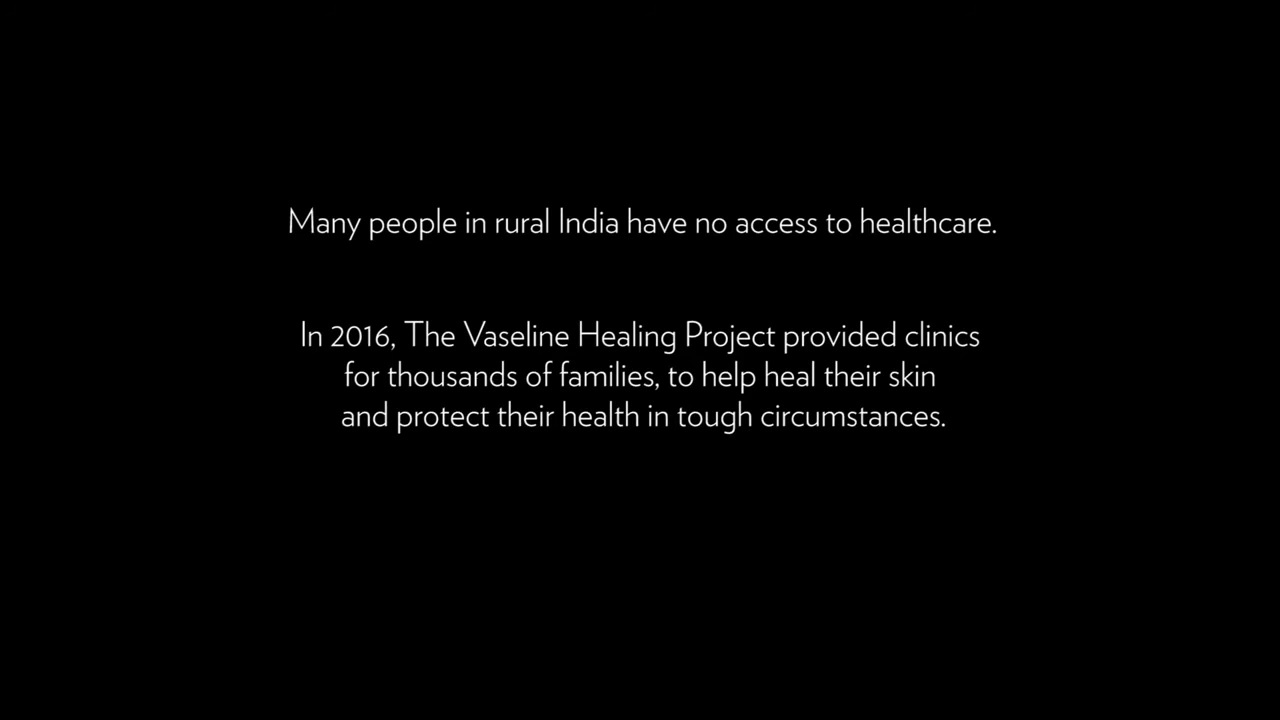 Many people in rural India have no access to healthcare.
In 2016, The Vaseline Healing Project provided clinics
for thousands of families, to help heal their skin
and protect their health in tough circumstances.